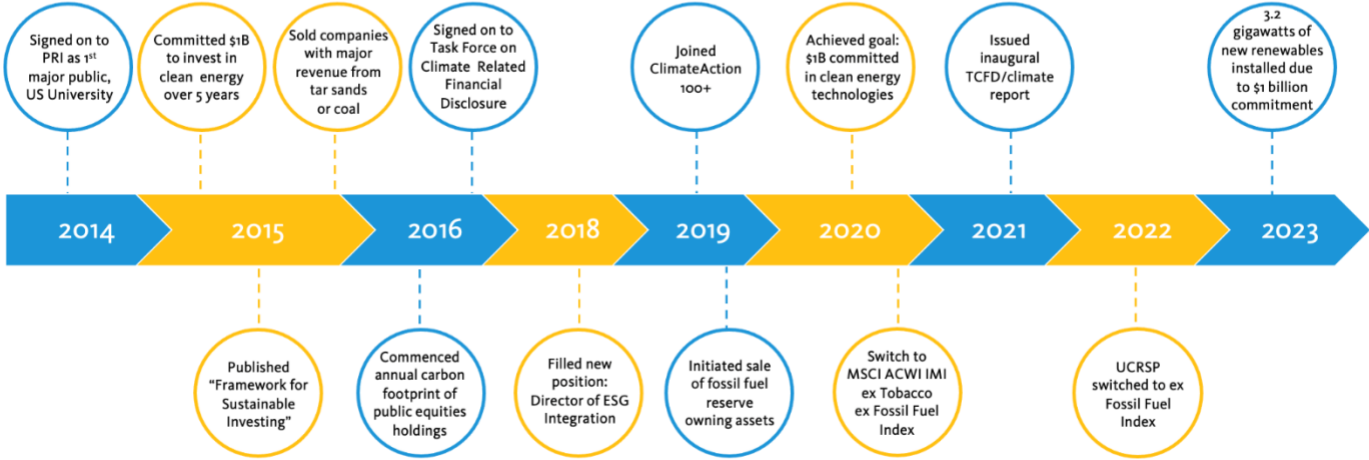 Signed on to
PRI as 1st
major public,
US University
Committed $1B
to invest in
clean energy
over 5 years
Sold companies
with major
revenue from
tar sands
or coal
Signed on to
Task Force on
Climate Related
Financial
Disclosure
Joined
ClimateAction
100+
Achieved goal:
$1B committed
in clean energy
technologies
Issued
inaugural
TCFD/climate
report
3.2
gigawatts of
new renewables
installed due
to $1 billion
commitment
2014
2015
2016
2018
2019
2020
2021
2022
2023
Published
“Framework for
Sustainable
Investing”
Commenced
annual carbon
footprint of
public equities
holdings
Filled new
position:
Director of ESG
Integration
Initiated sale
of fossil fuel
reserve
owning assets
Switch to
MSCI ACWI IMI
ex Tobacco
ex Fossil Fuel
Index
UCRSP
switched to ex
Fossil Fuel
Index